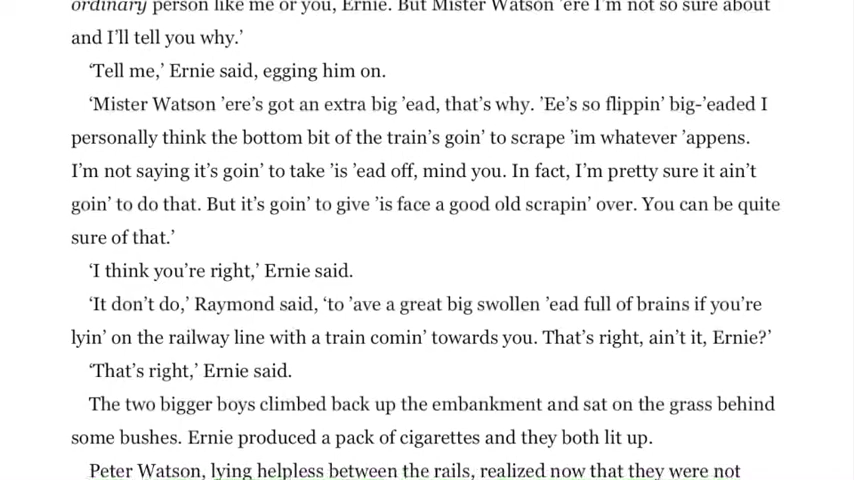 ordinary person like me or you, Ernie. But Mister Watson ’ere I’m not so sure about
and I’ll tell you why.’
‘Tell me,’ Ernie said, egging him on.
‘Mister Watson ’ere’s got an extra big ’ead, that’s why. ’Ee’s so flippin’ big-’eaded I
personally think the bottom bit of the train’s goin’ to scrape ’im whatever ’appens.
I’m not saying it’s goin’ to take ’is ’ead off, mind you. In fact, I’m pretty sure it ain’t
goin’ to do that. But it’s goin’ to give ’is face a good old scrapin’ over. You can be quite
sure of that.’
‘I think you’re right,’ Ernie said.
‘It don’t do,’ Raymond said, ‘to ’ave a great big swollen ’ead full of brains if you’re
lyin’ on the railway line with a train comin’ towards you. That’s right, ain’t it, Ernie?’
‘That’s right,’ Ernie said.
The two bigger boys climbed back up the embankment and sat on the grass behind
some bushes. Ernie produced a pack of cigarettes and they both lit up.
Peter Watson, lying helpless between the rails, realized now that they were not